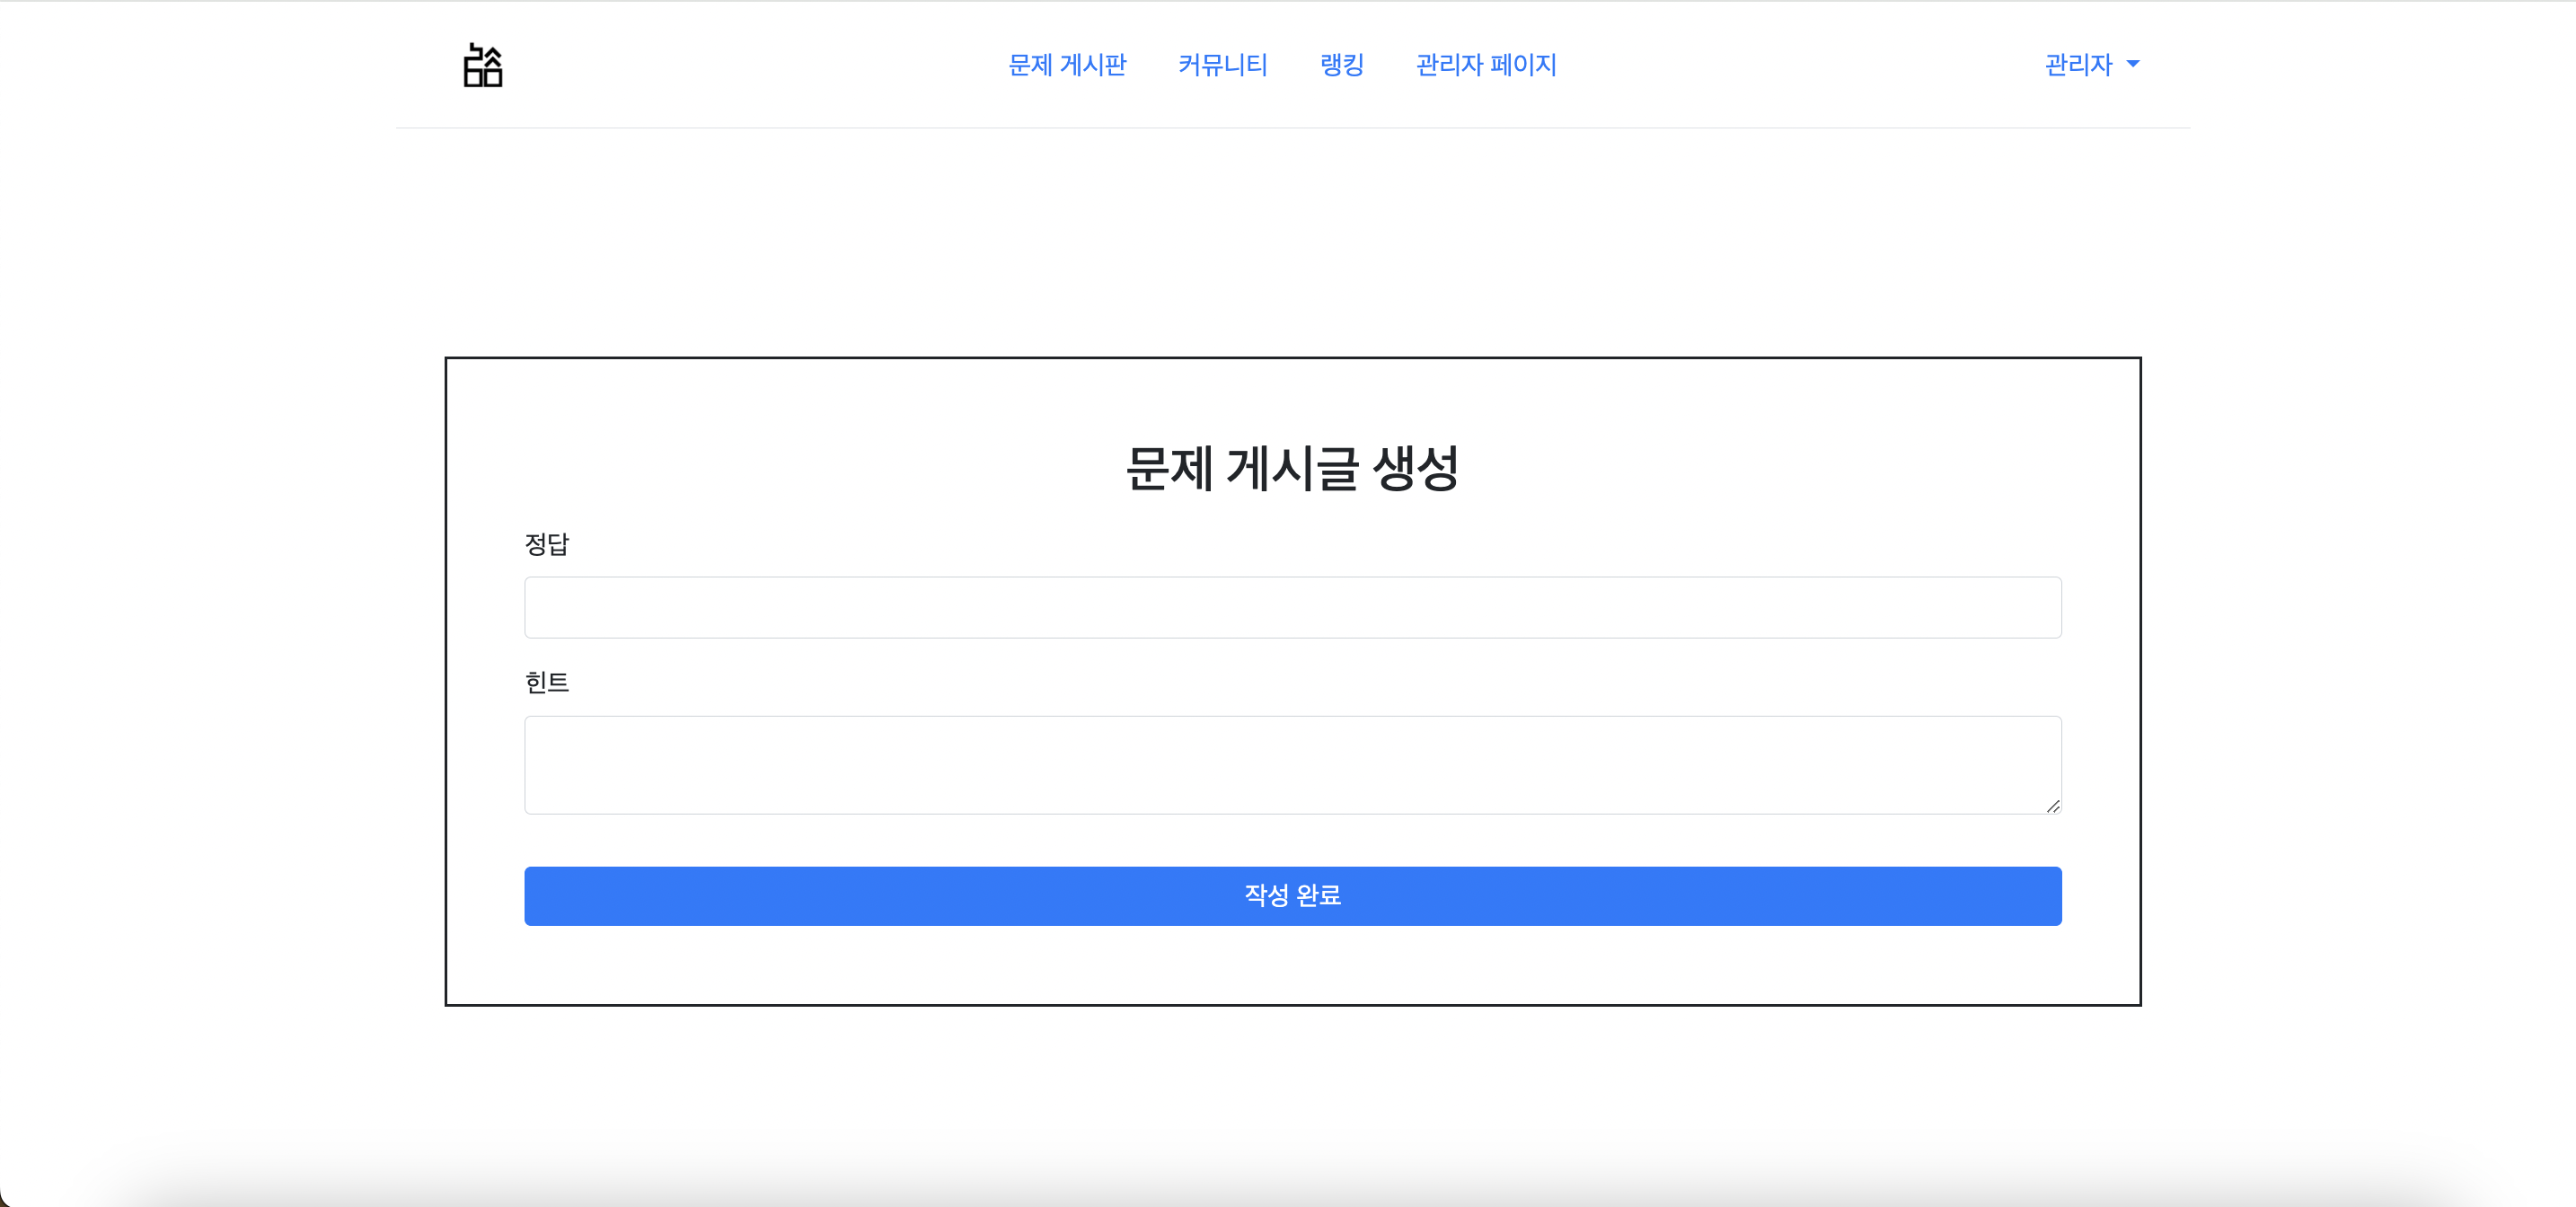 문제 게시판 커뮤니티 랭킹 관리자 페이지 관리자
문제 게시글 생성
정답
힌트
작성 완료